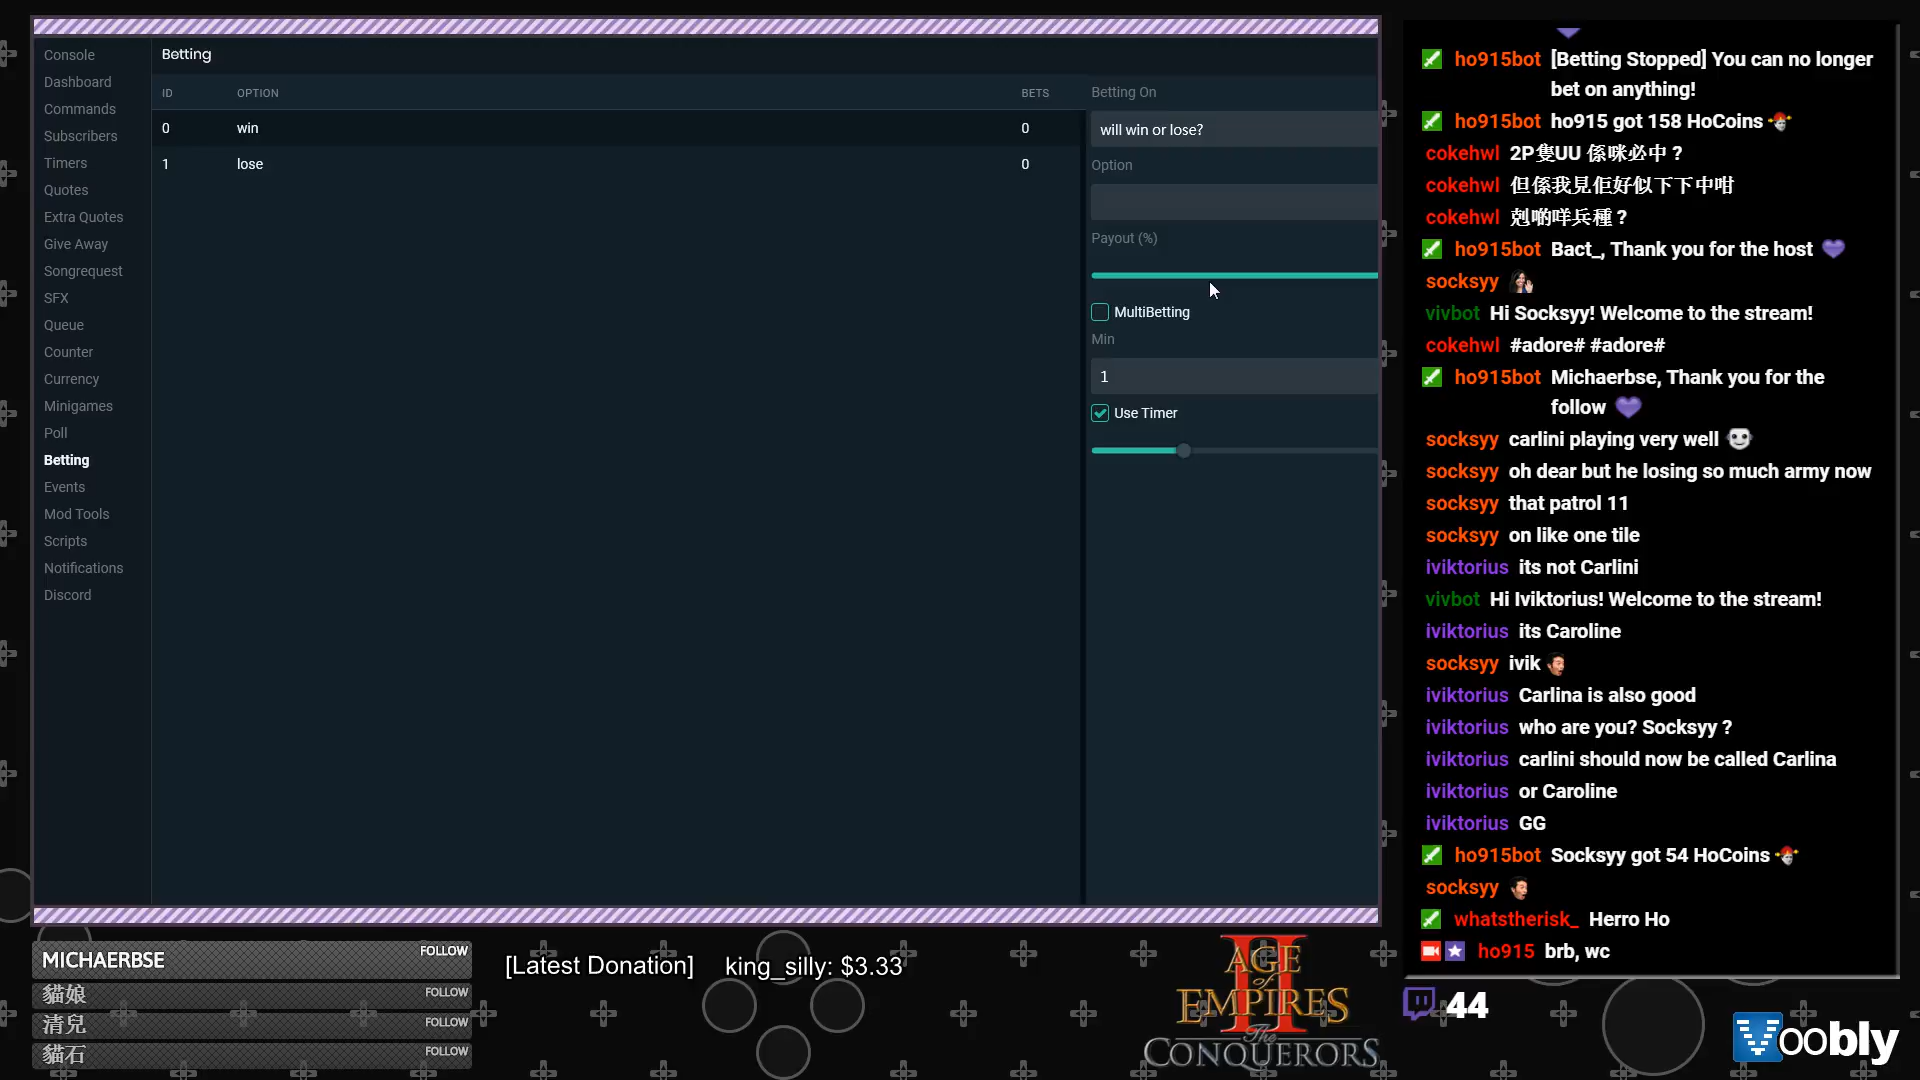 Console
Dashboard
Commands
Subscribers
Timers
Quotes
Extra Quotes
Give Away
Songrequest
SFX
Queue
Counter
Currency
Minigames
Poll
Betting
Events
Mod Tools
Scripts
Notifications
Discord
Betting
ID OPTION BETS
0 win 0
1 lose 0
Betting On
will win or lose?
Option
Payout (%)
MultiBetting
Min
1
Use Timer
ho915bot [Betting Stopped] You can no longer
bet on anything!
ho915bot ho915 got 158 HoCoins
cokehwl 2P隻UU 係咪必中？
cokehwl 但係我見佢好似下下中咁
cokehwl 剋啲咩兵種？
ho915bot Bact_, Thank you for the host
socksyy
vivbot Hi Socksyy! Welcome to the stream!
cokehwl #adore# #adore#
ho915bot Michaerbse, Thank you for the
follow
socksyy carlini playing very well
socksyy oh dear but he losing so much army now
socksyy that patrol 11
socksyy on like one tile
iviktorius its not Carlini
vivbot Hi Iviktorius! Welcome to the stream!
iviktorius its Caroline
socksyy ivik
iviktorius Carlina is also good
iviktorius who are you? Socksyy ?
iviktorius carlini should now be called Carlina
iviktorius or Caroline
iviktorius GG
ho915bot Socksyy got 54 HoCoins
socksyy
whatstherisk_ Herro Ho
ho915 brb, wc
MICHAERBSE FOLLOW
貓娘 FOLLOW
清兒 FOLLOW
貓石 FOLLOW
[Latest Donation] king_silly: $3.33
AGE
of
EMPIRES
II
The
CONQUERORS
44
Voobly